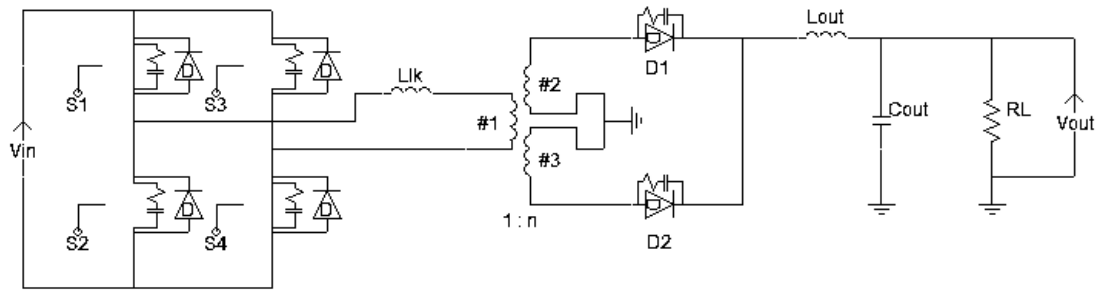 Vin
S1
D
S3
D
S2
D
S4
D
Llk
#1
#2
#3
1 : n
D
D1
D
D2
Lout
Cout
RL
Vout